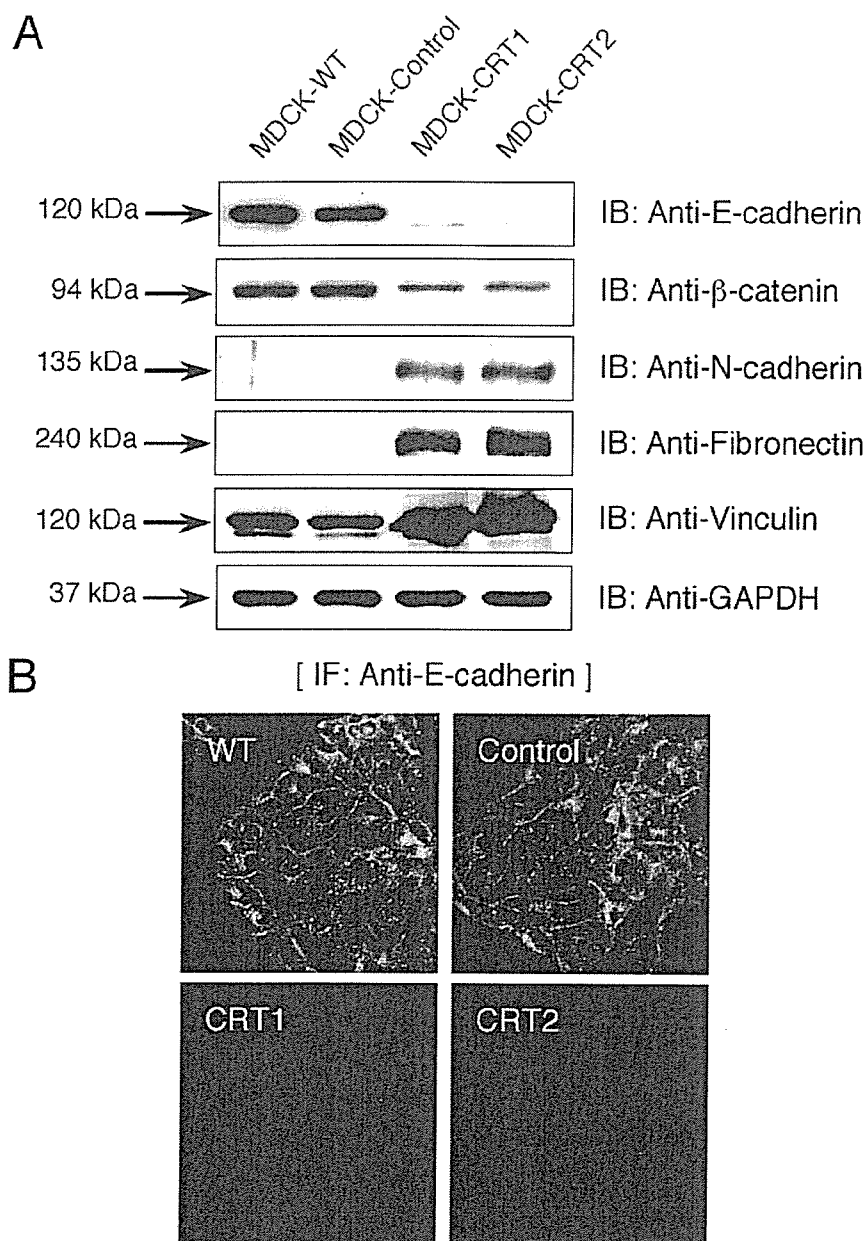 A
MDCK-WT
MDCK-Control
MDCK-CRT1
MDCK-CRT2
120 kDa
IB: Anti-E-cadherin
94 kDa
IB: Anti-β-catenin
135 kDa
IB: Anti-N-cadherin
240 kDa
IB: Anti-Fibronectin
120 kDa
IB: Anti-Vinculin
37 kDa
IB: Anti-GAPDH
B
[ IF: Anti-E-cadherin ]
WT
Control
CRT1
CRT2